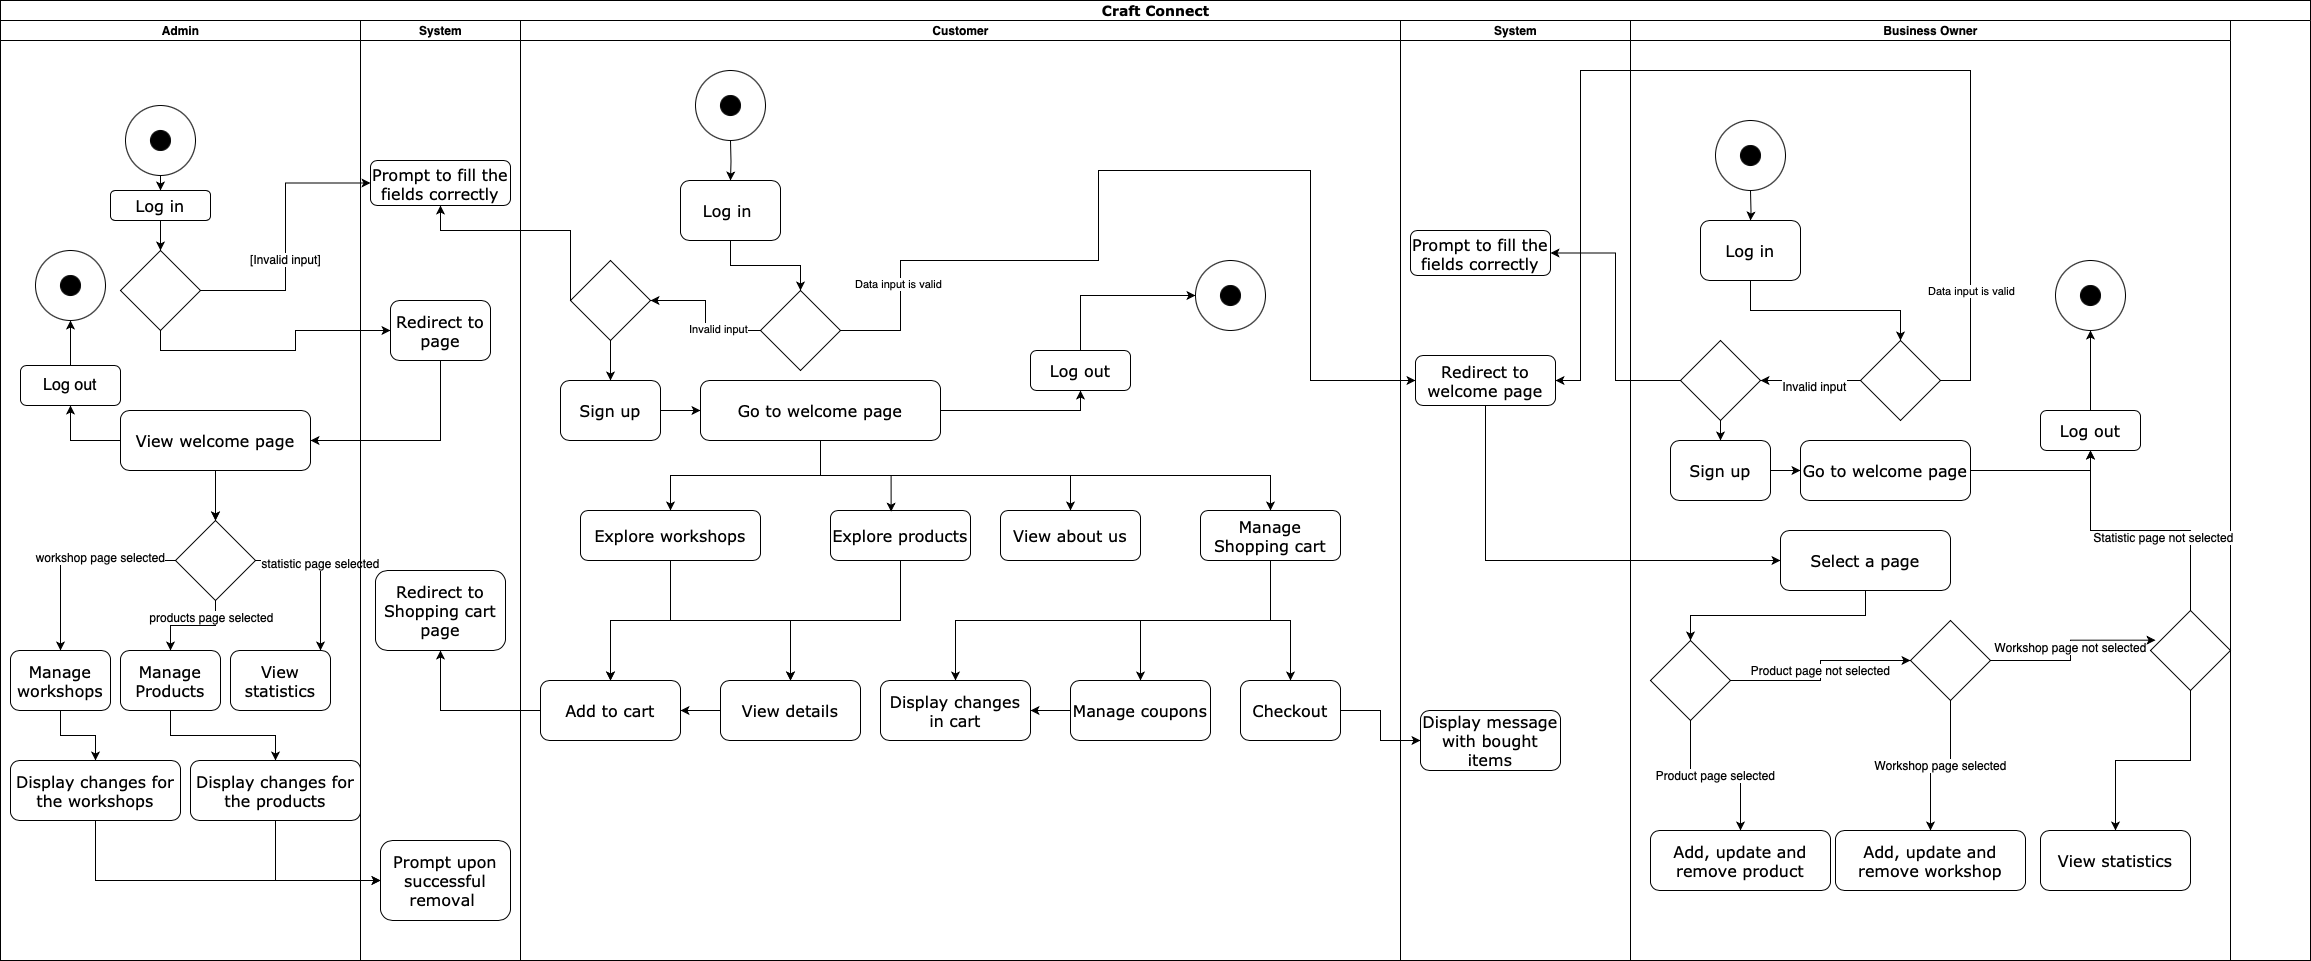 Craft Connect
Admin
System
Customer
System
Business Owner
Log in
[Invalid input]
Log out
View welcome page
workshop page selected
statistic page selected
products page selected
Manage
workshops
Manage
Products
View
statistics
Display changes for
the workshops
Display changes for
the products
Prompt to fill the
fields correctly
Redirect to
page
Redirect to
Shopping cart
page
Prompt upon
successful
removal
Log in
Data input is valid
Invalid input
Log out
Sign up
Go to welcome page
Explore workshops
Explore products
View about us
Manage
Shopping cart
Add to cart
View details
Display changes
in cart
Manage coupons
Checkout
Prompt to fill the
fields correctly
Redirect to
welcome page
Display message
with bought
items
Log in
Data input is valid
Invalid input
Log out
Sign up
Go to welcome page
Statistic page not selected
Select a page
Workshop page not selected
Product page not selected
Workshop page selected
Product page selected
Add, update and
remove product
Add, update and
remove workshop
View statistics